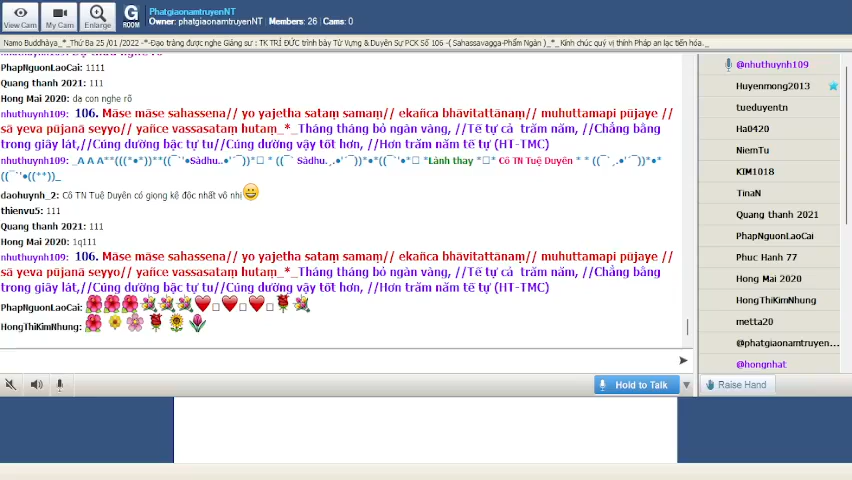 View Cam
My Cam
Enlarge
G ROOM
PhatgiaonamtruyenNT
Owner: phatgiaonamtruyenNT Members: 26 Cams: 0
Namo Buddhàya_*_Thứ Ba 25 /01 /2022 -*-Đạo tràng được nghe Giảng sư : TK TRÍ ĐỨC trình bày Từ Vựng & Duyên Sự PCK Số 106 -( Sahassavagga-Phẩm Ngàn )_*_Kính chúc quý vị thính Pháp an lạc tiến hóa._
PhapNguonLaoCai: 1111
Quang thanh 2021: 111
Hong Mai 2020: da con nghe rõ
nhuthuynh109: 106. Māse māse sahassena// yo yajetha sataṃ samaṃ// ekañca bhāvitattānaṃ// muhuttamapi pūjaye //
sā yeva pūjanā seyyo// yañce vassasataṃ hutaṃ_*_Tháng tháng bỏ ngàn vàng, //Tế tự cả trăm năm, //Chẳng bằng
trong giây lát,//Cúng dường bậc tự tu//Cúng dường vậy tốt hơn, //Hơn trăm năm tế tự (HT-TMC)
nhuthuynh109: _A A A**(((*•*))**((¯`'•Sàdhu..•'´¯))*•*□ * ((¯` Sàdhu.¸.•'´¯))*•*((¯`'•*□ *Lành thay *□* Cô TN Tuệ Duyên * * ((¯`¸.•'´¯))*•*
((¯`'•((**))_
daohuynh_2: Cô TN Tuệ Duyên có giọng kệ độc nhất vô nhị
thienvu5: 111
Quang thanh 2021: 111
Hong Mai 2020: 1q111
nhuthuynh109: 106. Māse māse sahassena// yo yajetha sataṃ samaṃ// ekañca bhāvitattānaṃ// muhuttamapi pūjaye //
sā yeva pūjanā seyyo// yañce vassasataṃ hutaṃ_*_Tháng tháng bỏ ngàn vàng, //Tế tự cả trăm năm, //Chẳng bằng
trong giây lát,//Cúng dường bậc tự tu//Cúng dường vậy tốt hơn, //Hơn trăm năm tế tự (HT-TMC)
PhapNguonLaoCai:
HongThiKimNhung:
Hold to Talk
@nhuthuynh109
Huyenmong2013
tueduyentn
Ha0420
NiemTu
KIM1018
TinaN
Quang thanh 2021
PhapNguonLaoCai
Phuc Hanh 77
Hong Mai 2020
HongThiKimNhung
metta20
@phatgiaonamtruyen...
@hongnhat
Raise Hand